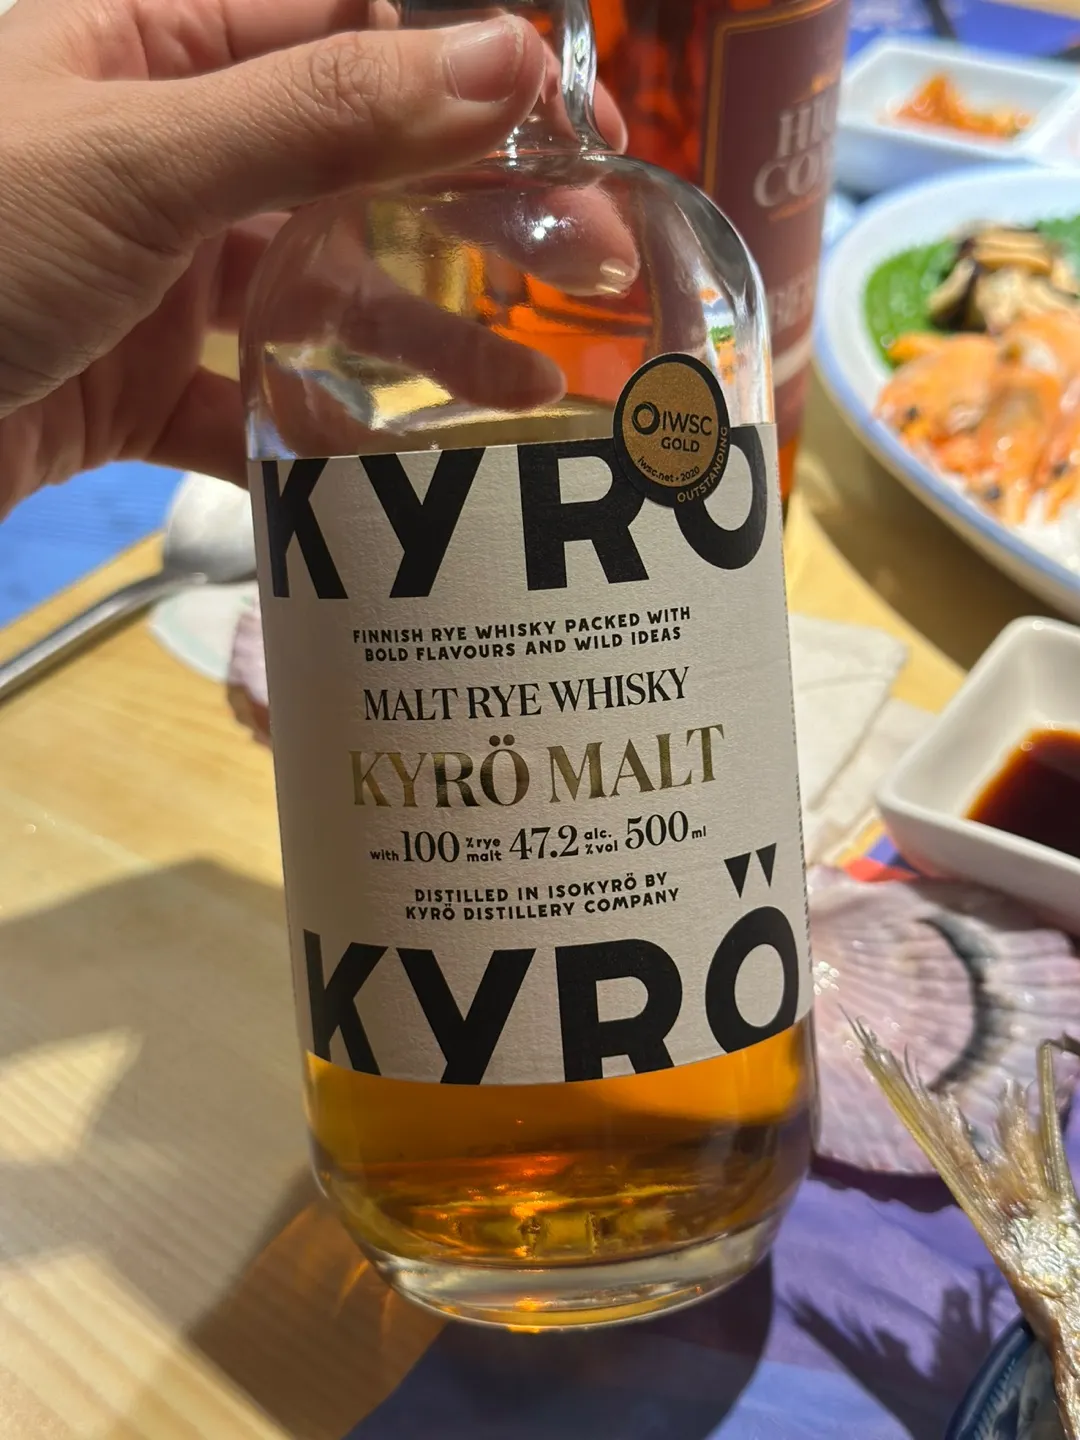 IWSC
GOLD
iwsc.net • 2020
OUTSTANDING
KYRÖ
FINNISH RYE WHISKY PACKED WITH
BOLD FLAVOURS AND WILD IDEAS
MALT RYE WHISKY
KYRÖ MALT
with 100 % rye malt 47.2 alc. % vol 500 ml
DISTILLED IN ISOKYRÖ BY
KYRÖ DISTILLERY COMPANY
KYRÖ